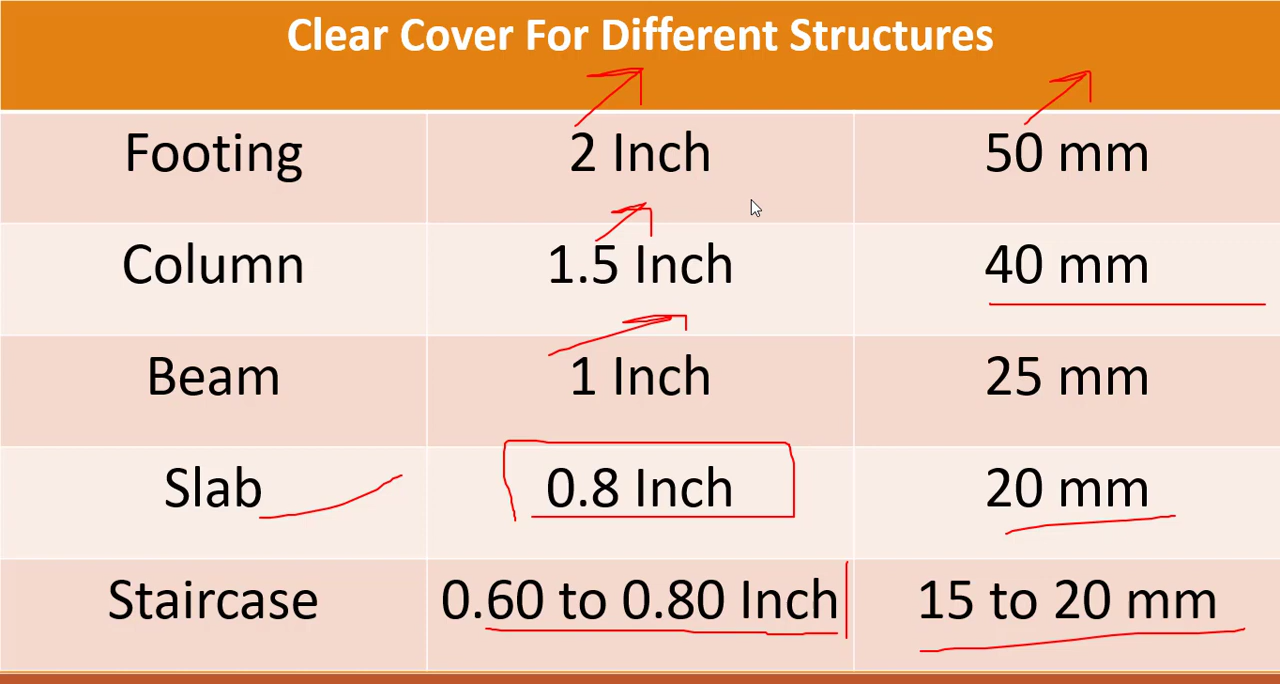 Clear Cover For Different Structures
Footing 2 Inch 50 mm
Column 1.5 Inch 40 mm
Beam 1 Inch 25 mm
Slab 0.8 Inch 20 mm
Staircase 0.60 to 0.80 Inch 15 to 20 mm